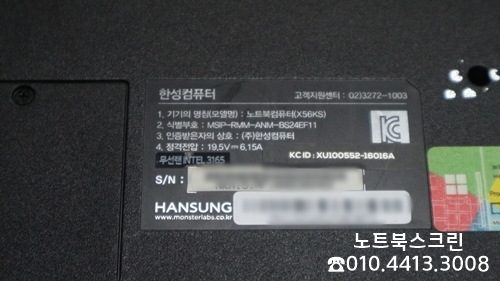 한성컴퓨터
고객지원센터 : 02)3272-1003
1. 기기의 명칭(모델명) : 노트북컴퓨터(X56KS)
2. 식별부호 : MSIP-RMM-ANM-BS24EF11
3. 인증받은자의 상호 : (주)한성컴퓨터
4. 정격전압 : 19.5V⎓6.15A
무선랜 INTEL 3165
KC ID : XU100552-16016A
S/N :
HANSUNG
www.monsterlabs.co.kr
노트북스크린
☎010.4413.3008